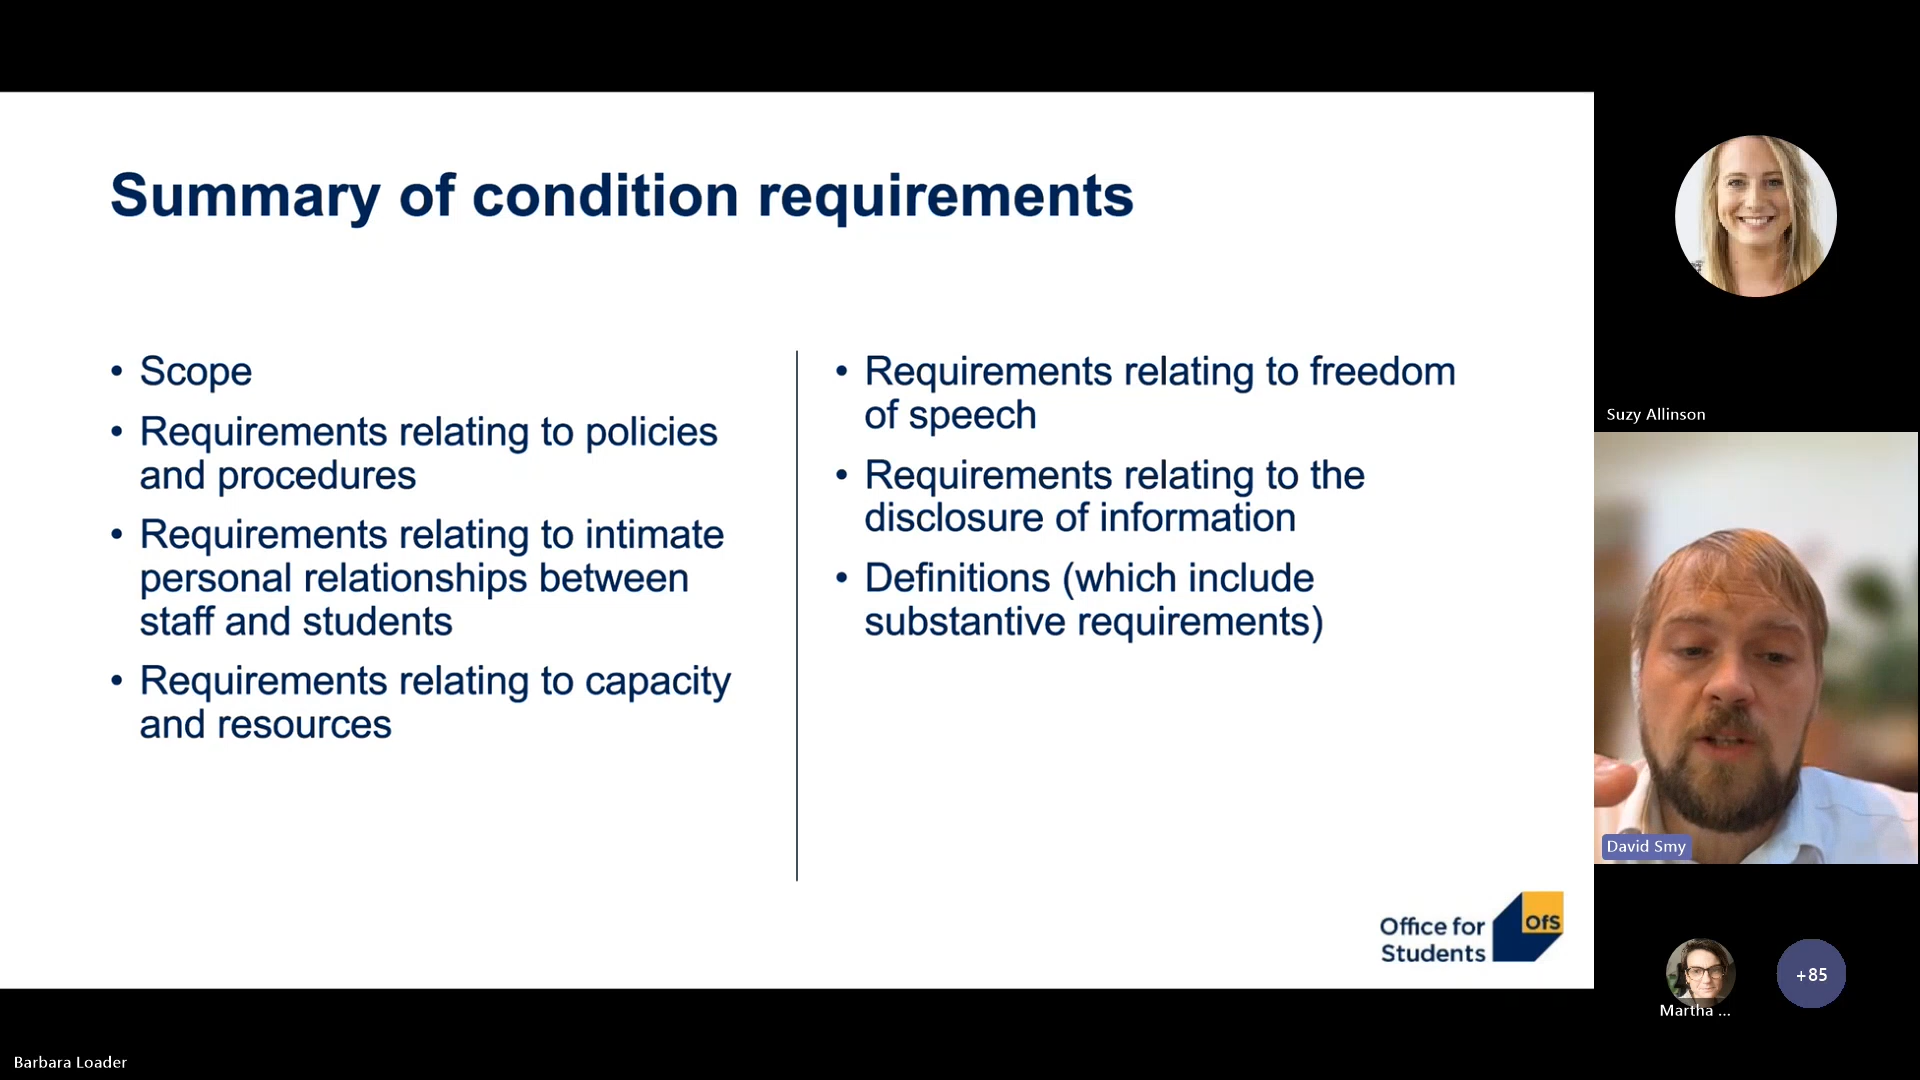 Summary of condition requirements
• Scope
• Requirements relating to policies
and procedures
• Requirements relating to intimate
personal relationships between
staff and students
• Requirements relating to capacity
and resources
• Requirements relating to freedom
of speech
• Requirements relating to the
disclosure of information
• Definitions (which include
substantive requirements)
Office for
Students
OfS
Suzy Allinson
David Smy
Martha ...
+85
Barbara Loader